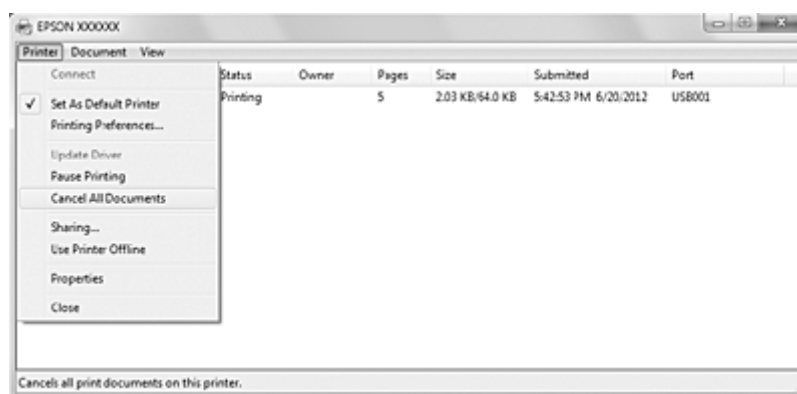 EPSON XXXXXX
Printer Document View
Connect Status Owner Pages Size Submitted Port
✓ Set As Default Printer Printing 5 2.03 KB/64.0 KB 5:42:53 PM 6/20/2012 USB001
Printing Preferences...
Update Driver
Pause Printing
Cancel All Documents
Sharing...
Use Printer Offline
Properties
Close
Cancels all print documents on this printer.